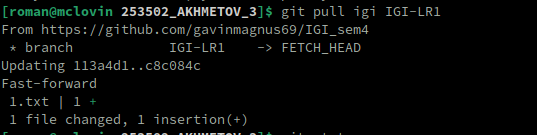 [roman@mclovin 253502_AKHMETOV_3]$ git pull igi IGI-LR1
From https://github.com/gavinmagnus69/IGI_sem4
 * branch            IGI-LR1    -> FETCH_HEAD
Updating 113a4d1..c8c084c
Fast-forward
 1.txt | 1 +
 1 file changed, 1 insertion(+)